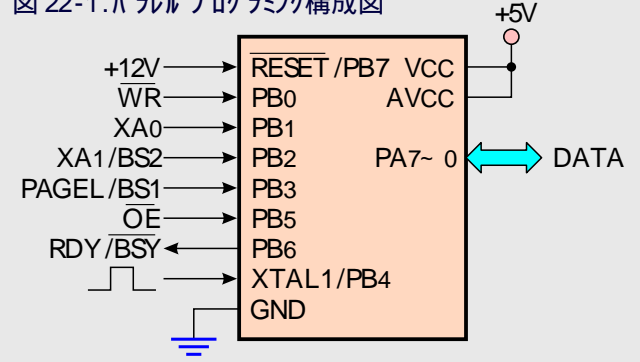 図 22-1. パラレル プログラミング構成図
+5V
+12V RESET/PB7 VCC
WR PB0 AVCC
XA0 PB1
XA1/BS2 PB2 PA7~ 0 DATA
PAGEL/BS1 PB3
OE PB5
RDY/BSY PB6
XTAL1/PB4
GND